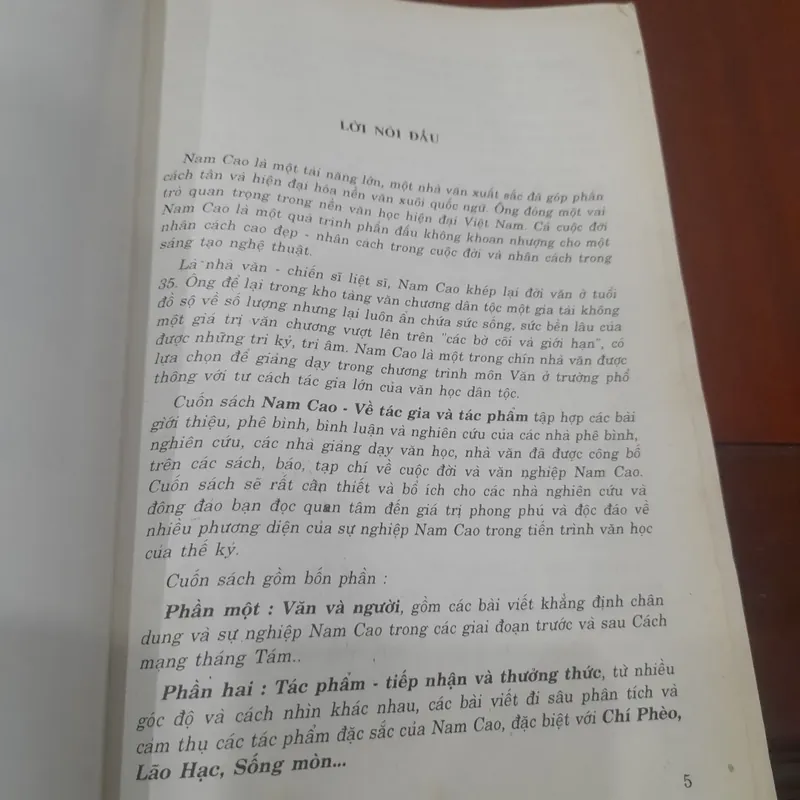 LỜI NÓI ĐẦU
Nam Cao là một tài năng lớn, một nhà văn xuất sắc đã góp phần
cách tân và hiện đại hóa nền văn xuôi quốc ngữ. Ông đóng một vai
trò quan trọng trong nền văn học hiện đại Việt Nam. Cả cuộc đời
Nam Cao là một quá trình phấn đấu không khoan nhượng cho một
nhân cách cao đẹp - nhân cách trong cuộc đời và nhân cách trong
sáng tạo nghệ thuật.
Là nhà văn - chiến sĩ liệt sĩ, Nam Cao khép lại đời văn ở tuổi
35. Ông để lại trong kho tàng văn chương dân tộc một gia tài không
đồ sộ về số lượng nhưng lại luôn ẩn chứa sức sống, sức bền lâu của
một giá trị văn chương vượt lên trên "các bờ cõi và giới hạn", có
được những tri kỷ, tri âm. Nam Cao là một trong chín nhà văn được
lựa chọn để giảng dạy trong chương trình môn Văn ở trường phổ
thông với tư cách tác gia lớn của văn học dân tộc.
Cuốn sách Nam Cao - Về tác gia và tác phẩm tập hợp các bài
giới thiệu, phê bình, bình luận và nghiên cứu của các nhà phê bình,
nghiên cứu, các nhà giảng dạy văn học, nhà văn đã được công bố
trên các sách, báo, tạp chí về cuộc đời và văn nghiệp Nam Cao.
Cuốn sách sẽ rất cần thiết và bổ ích cho các nhà nghiên cứu và
đông đảo bạn đọc quan tâm đến giá trị phong phú và độc đáo về
nhiều phương diện của sự nghiệp Nam Cao trong tiến trình văn học
của thế kỷ.
Cuốn sách gồm bốn phần :
Phần một : Văn và người, gồm các bài viết khẳng định chân
dung và sự nghiệp Nam Cao trong các giai đoạn trước và sau Cách
mạng tháng Tám..
Phần hai : Tác phẩm - tiếp nhận và thưởng thức, từ nhiều
góc độ và cách nhìn khác nhau, các bài viết đi sâu phân tích và
cảm thụ các tác phẩm đặc sắc của Nam Cao, đặc biệt với Chí Phèo,
Lão Hạc, Sống mòn...
5